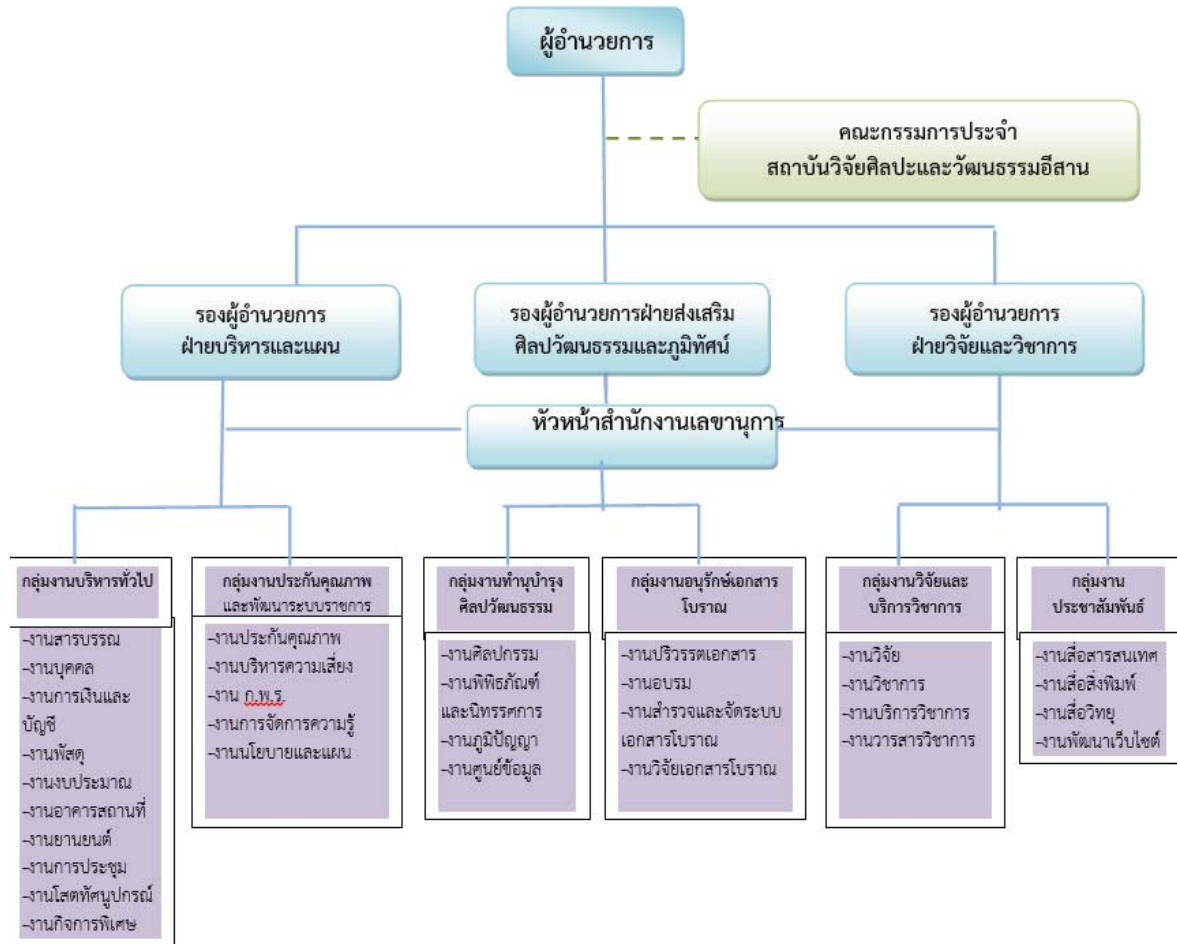 ผู้อำนวยการ
คณะกรรมการประจำ
สถาบันวิจัยศิลปะและวัฒนธรรมอีสาน
รองผู้อำนวยการ
ฝ่ายบริหารและแผน
รองผู้อำนวยการฝ่ายส่งเสริม
ศิลปวัฒนธรรมและภูมิทัศน์
รองผู้อำนวยการ
ฝ่ายวิจัยและวิชาการ
หัวหน้าสำนักงานเลขานุการ
กลุ่มงานบริหารทั่วไป
-งานสารบรรณ
-งานบุคคล
-งานการเงินและ
บัญชี
-งานพัสดุ
-งานงบประมาณ
-งานอาคารสถานที่
-งานยานยนต์
-งานการประชุม
-งานโสตทัศนูปกรณ์
-งานกิจการพิเศษ
กลุ่มงานประกันคุณภาพ
และพัฒนาระบบราชการ
-งานประกันคุณภาพ
-งานบริหารความเสี่ยง
-งาน ก.พ.ร.
-งานการจัดการความรู้
-งานนโยบายและแผน
กลุ่มงานทำนุบำรุง
ศิลปวัฒนธรรม
-งานศิลปกรรม
-งานพิพิธภัณฑ์
และนิทรรศการ
-งานภูมิปัญญา
-งานศูนย์ข้อมูล
กลุ่มงานอนุรักษ์เอกสาร
โบราณ
-งานปริวรรตเอกสาร
-งานอบรม
-งานสำรวจและจัดระบบ
เอกสารโบราณ
-งานวิจัยเอกสารโบราณ
กลุ่มงานวิจัยและ
บริการวิชาการ
-งานวิจัย
-งานวิชาการ
-งานบริการวิชาการ
-งานวารสารวิชาการ
กลุ่มงาน
ประชาสัมพันธ์
-งานสื่อสารสนเทศ
-งานสื่อสิ่งพิมพ์
-งานสื่อวิทยุ
-งานพัฒนาเว็บไซต์